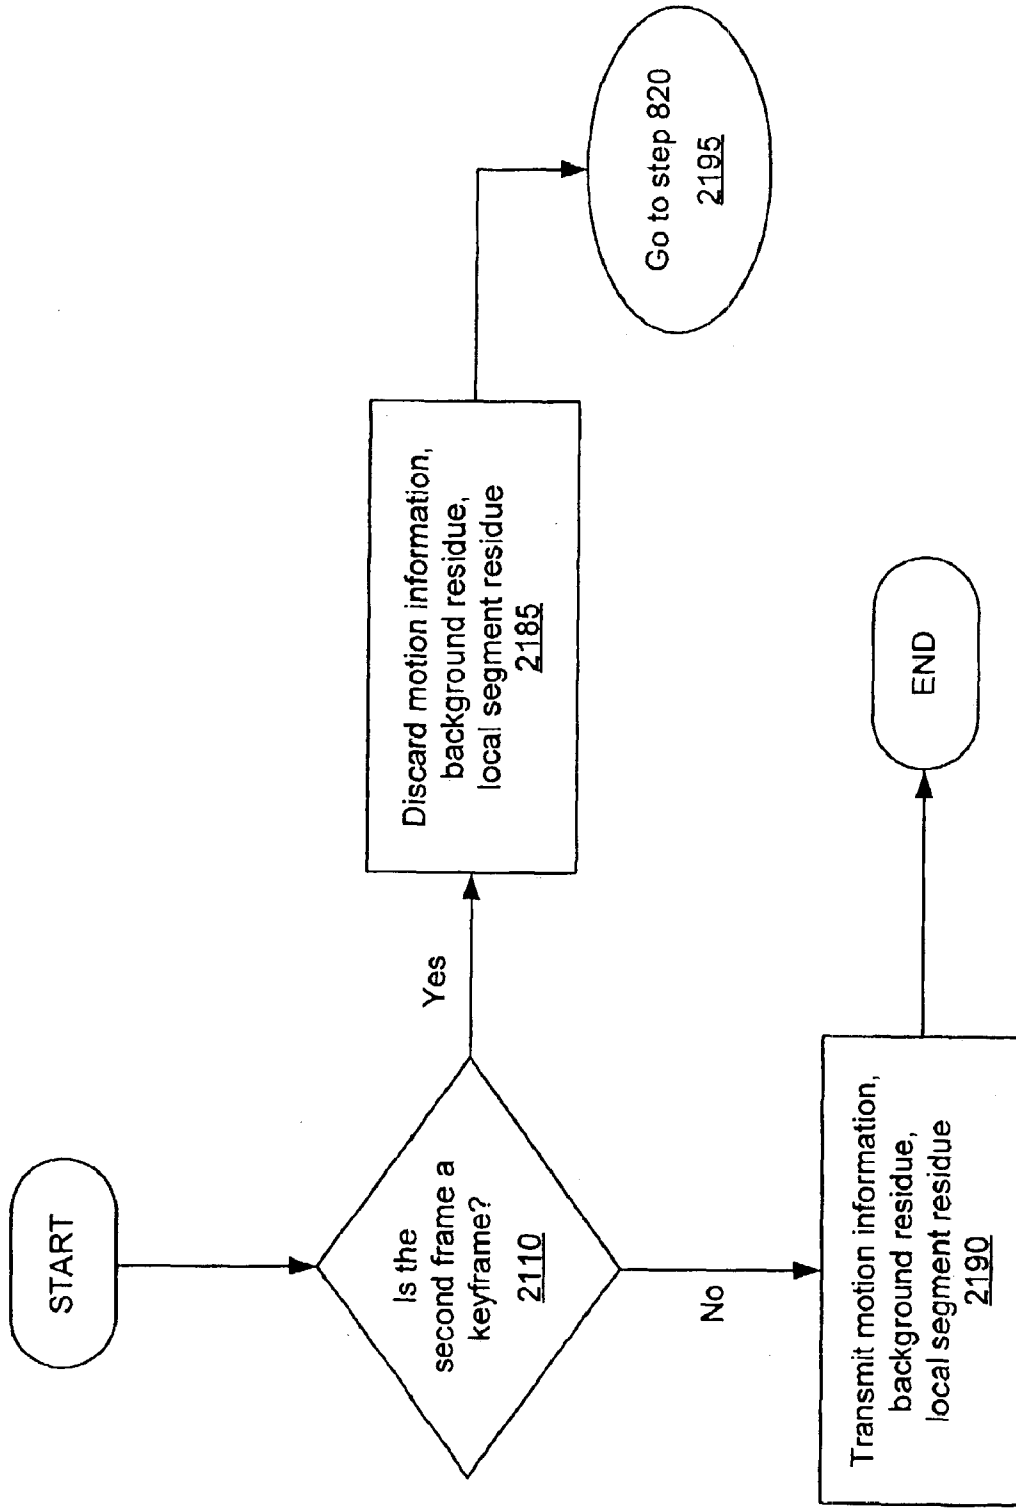 START
Is the
second frame a
keyframe?
2110
Yes
Discard motion information,
background residue,
local segment residue
2185
Go to step 820
2195
No
Transmit motion information,
background residue,
local segment residue
2190
END